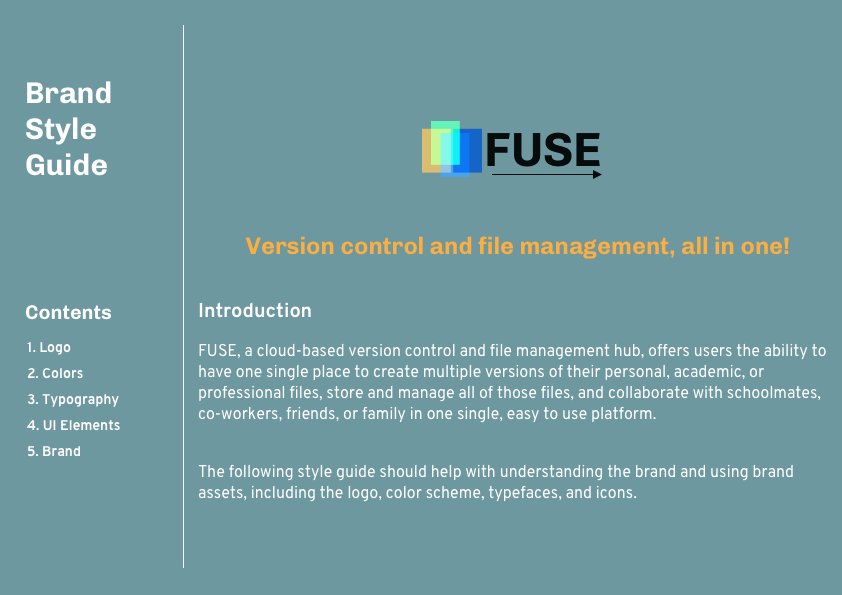 Brand
Style
Guide
Contents
1. Logo
2. Colors
3. Typography
4. UI Elements
5. Brand
FUSE
Version control and file management, all in one!
Introduction
FUSE, a cloud-based version control and file management hub, offers users the ability to
have one single place to create multiple versions of their personal, academic, or
professional files, store and manage all of those files, and collaborate with schoolmates,
co-workers, friends, or family in one single, easy to use platform.
The following style guide should help with understanding the brand and using brand
assets, including the logo, color scheme, typefaces, and icons.